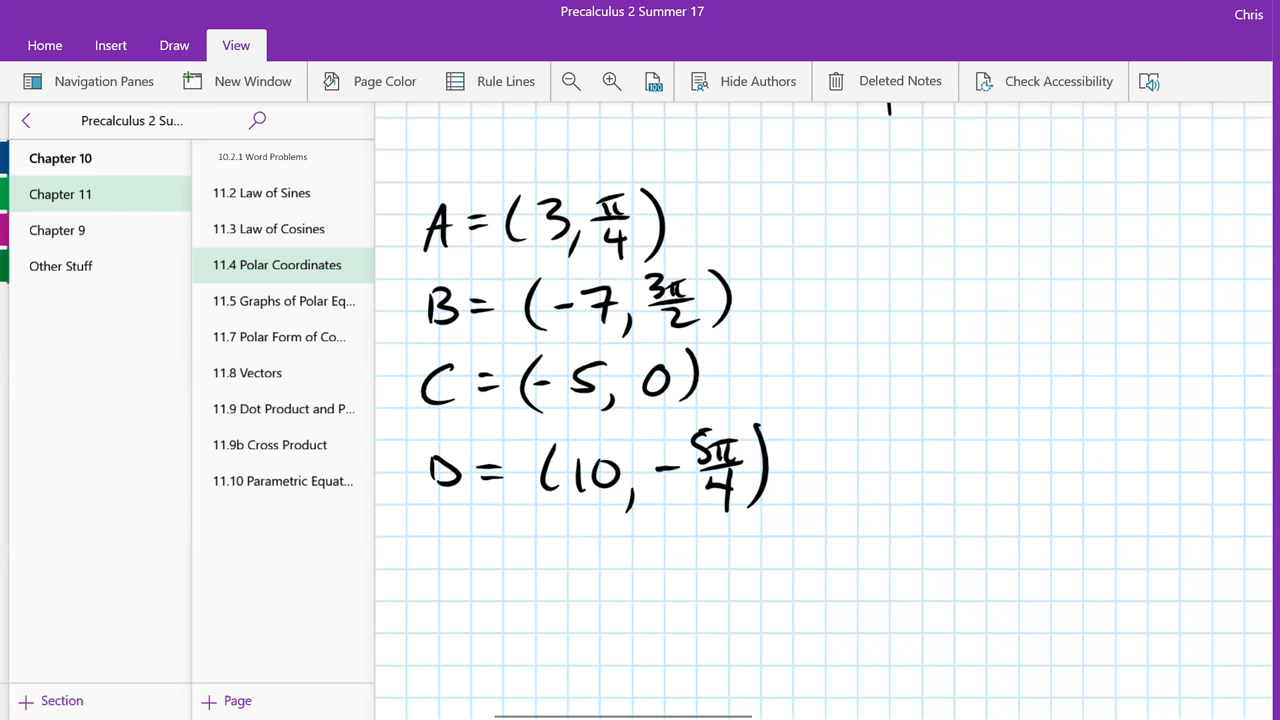 Precalculus 2 Summer 17
Chris
Home Insert Draw View
Navigation Panes New Window Page Color Rule Lines Hide Authors Deleted Notes Check Accessibility
Precalculus 2 Su...
Chapter 10
Chapter 11
Chapter 9
Other Stuff
10.2.1 Word Problems
11.2 Law of Sines
11.3 Law of Cosines
11.4 Polar Coordinates
11.5 Graphs of Polar Eq...
11.7 Polar Form of Co...
11.8 Vectors
11.9 Dot Product and P...
11.9b Cross Product
11.10 Parametric Equat...
A = (3, π/4)
B = (-7, 3π/2)
C = (-5, 0)
D = (10, -5π/4)
+ Section
+ Page